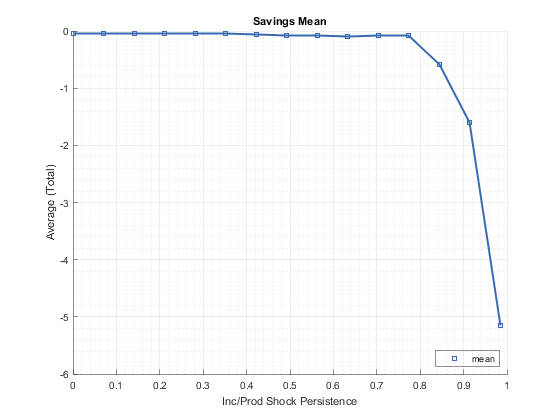 Savings Mean
Average (Total)
0
-1
-2
-3
-4
-5
-6
0 0.1 0.2 0.3 0.4 0.5 0.6 0.7 0.8 0.9 1
Inc/Prod Shock Persistence
mean